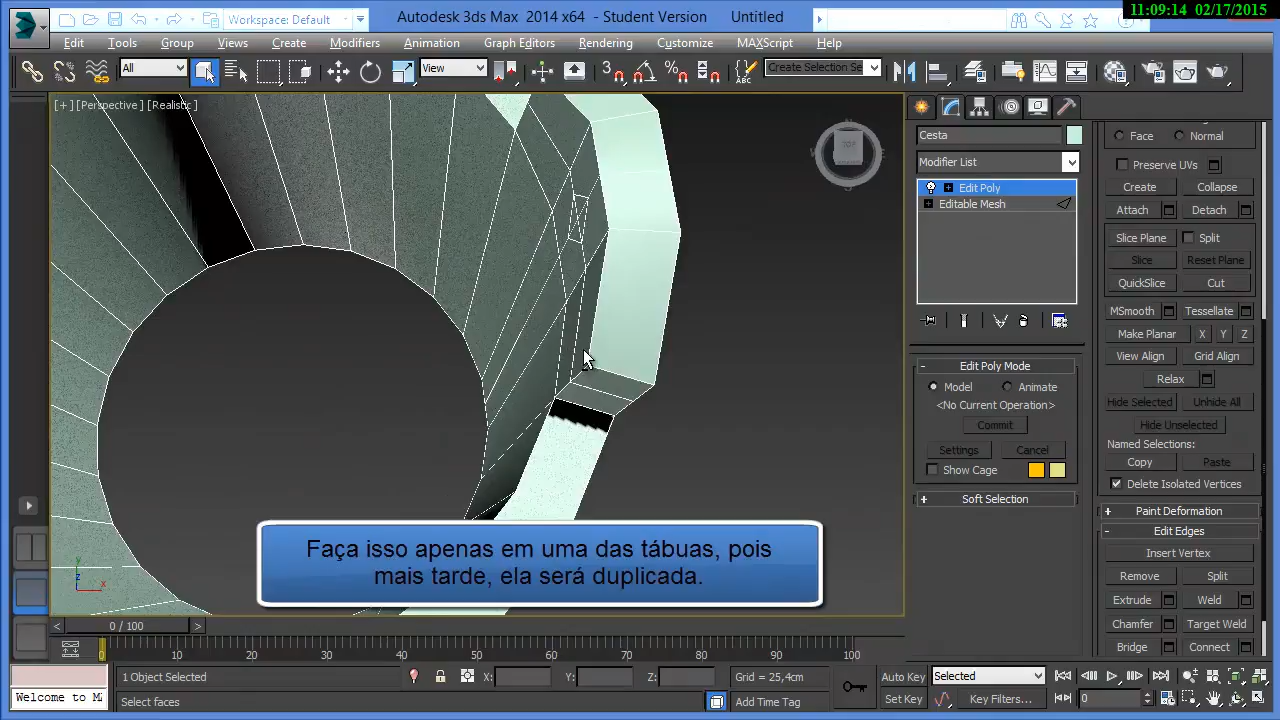 11:09:14 02/17/2015
Workspace: Default
Autodesk 3ds Max 2014 x64 - Student Version Untitled
Edit Tools Group Views Create Modifiers Animation Graph Editors Rendering Customize MAXScript Help
All View Create Selection Se
[+] [Perspective] [Realistic]
Cesta
Modifier List
Edit Poly
Editable Mesh
Edit Poly Mode
Model Animate
<No Current Operation>
Commit
Settings Cancel
Show Cage
Soft Selection
Face Normal
Preserve UVs
Create Collapse
Attach Detach
Slice Plane Split
Slice Reset Plane
QuickSlice Cut
MSmooth Tessellate
Make Planar X Y Z
View Align Grid Align
Relax
Hide Selected Unhide All
Hide Unselected
Named Selections:
Copy Paste
Delete Isolated Vertices
Paint Deformation
Edit Edges
Insert Vertex
Remove Split
Extrude Weld
Chamfer Target Weld
Bridge Connect
Faça isso apenas em uma das tábuas, pois
mais tarde, ela será duplicada.
0 / 100
0 10 20 30 40 50 60 70 80 90 100
1 Object Selected X: Y: Z: Grid = 25,4cm Auto Key Selected
Welcome to M
Select faces Add Time Tag Set Key Key Filters... 0